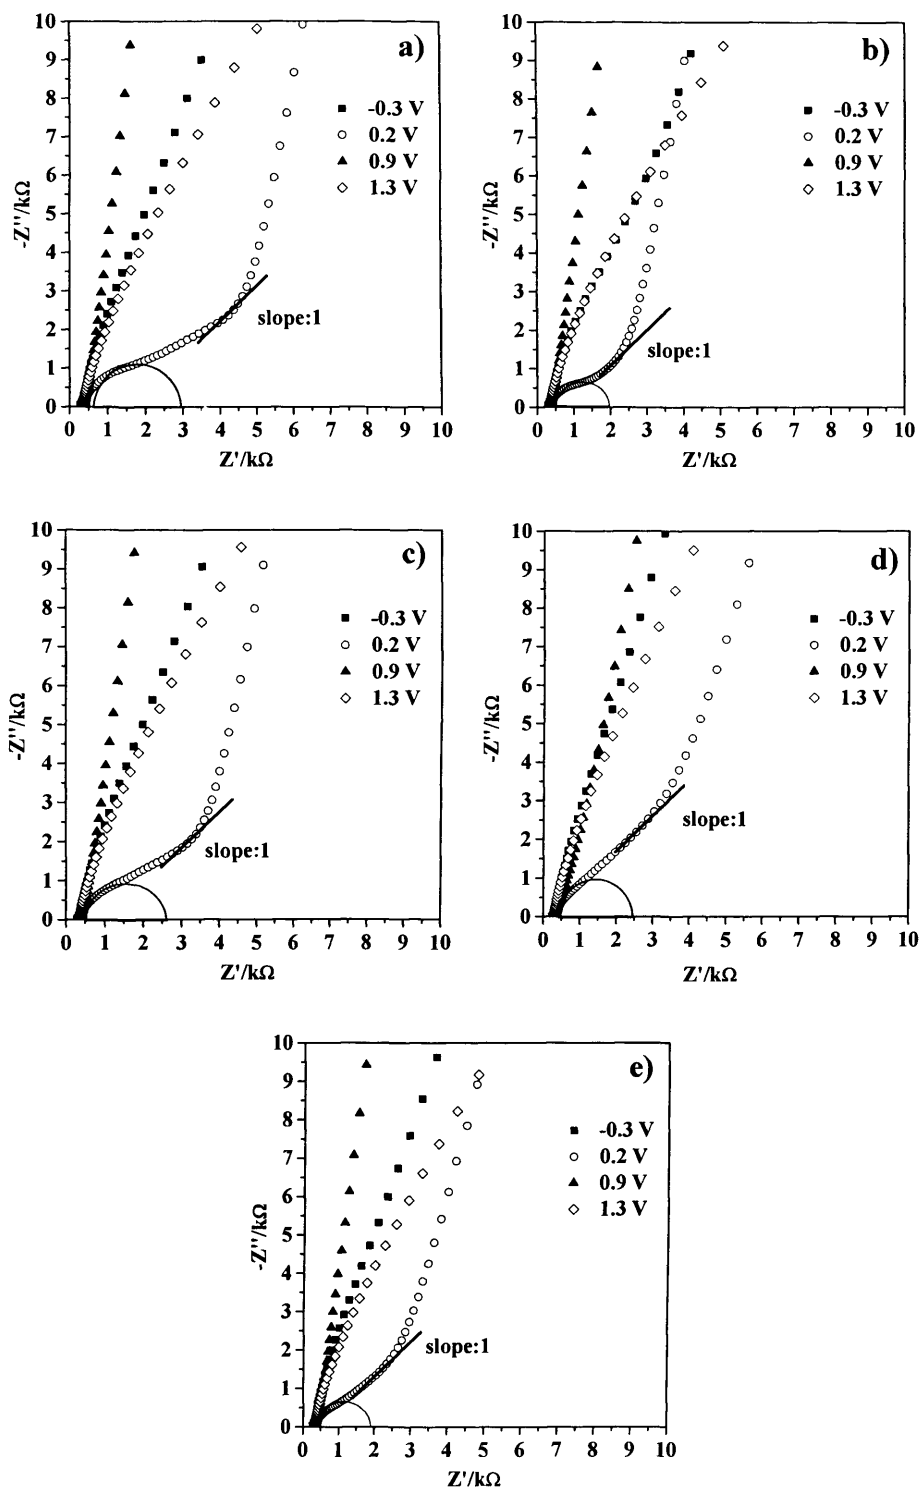 a)
10
9
8
7
6
5
4
3
2
1
0
-Z''/kΩ
-0.3 V
0.2 V
0.9 V
1.3 V
slope:1
0 1 2 3 4 5 6 7 8 9 10
Z'/kΩ
b)
10
9
8
7
6
5
4
3
2
1
0
-Z''/kΩ
-0.3 V
0.2 V
0.9 V
1.3 V
slope:1
0 1 2 3 4 5 6 7 8 9 10
Z'/kΩ
c)
10
9
8
7
6
5
4
3
2
1
0
-Z''/kΩ
-0.3 V
0.2 V
0.9 V
1.3 V
slope:1
0 1 2 3 4 5 6 7 8 9 10
Z'/kΩ
d)
10
9
8
7
6
5
4
3
2
1
0
-Z''/kΩ
-0.3 V
0.2 V
0.9 V
1.3 V
slope:1
0 1 2 3 4 5 6 7 8 9 10
Z'/kΩ
e)
10
9
8
7
6
5
4
3
2
1
0
-Z''/kΩ
-0.3 V
0.2 V
0.9 V
1.3 V
slope:1
0 1 2 3 4 5 6 7 8 9 10
Z'/kΩ